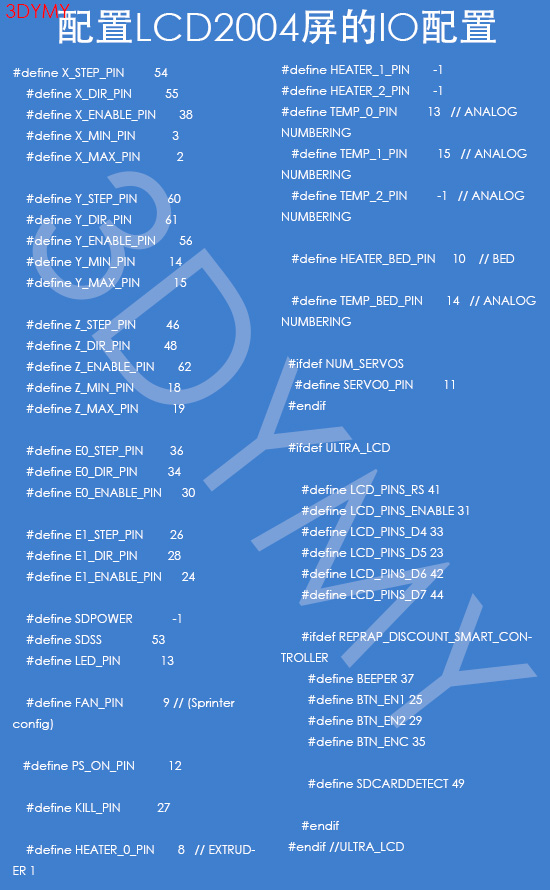 3DYMY
配置LCD2004屏的IO配置
#define X_STEP_PIN 54
#define X_DIR_PIN 55
#define X_ENABLE_PIN 38
#define X_MIN_PIN 3
#define X_MAX_PIN 2
#define Y_STEP_PIN 60
#define Y_DIR_PIN 61
#define Y_ENABLE_PIN 56
#define Y_MIN_PIN 14
#define Y_MAX_PIN 15
#define Z_STEP_PIN 46
#define Z_DIR_PIN 48
#define Z_ENABLE_PIN 62
#define Z_MIN_PIN 18
#define Z_MAX_PIN 19
#define E0_STEP_PIN 36
#define E0_DIR_PIN 34
#define E0_ENABLE_PIN 30
#define E1_STEP_PIN 26
#define E1_DIR_PIN 28
#define E1_ENABLE_PIN 24
#define SDPOWER -1
#define SDSS 53
#define LED_PIN 13
#define FAN_PIN 9 // (Sprinter
config)
#define PS_ON_PIN 12
#define KILL_PIN 27
#define HEATER_0_PIN 8 // EXTRUD-
ER 1
#define HEATER_1_PIN -1
#define HEATER_2_PIN -1
#define TEMP_0_PIN 13 // ANALOG
NUMBERING
#define TEMP_1_PIN 15 // ANALOG
NUMBERING
#define TEMP_2_PIN -1 // ANALOG
NUMBERING
#define HEATER_BED_PIN 10 // BED
#define TEMP_BED_PIN 14 // ANALOG
NUMBERING
#ifdef NUM_SERVOS
#define SERVO0_PIN 11
#endif
#ifdef ULTRA_LCD
#define LCD_PINS_RS 41
#define LCD_PINS_ENABLE 31
#define LCD_PINS_D4 33
#define LCD_PINS_D5 23
#define LCD_PINS_D6 42
#define LCD_PINS_D7 44
#ifdef REPRAP_DISCOUNT_SMART_CON-
TROLLER
#define BEEPER 37
#define BTN_EN1 25
#define BTN_EN2 29
#define BTN_ENC 35
#define SDCARDDETECT 49
#endif
#endif //ULTRA_LCD
3DYMY